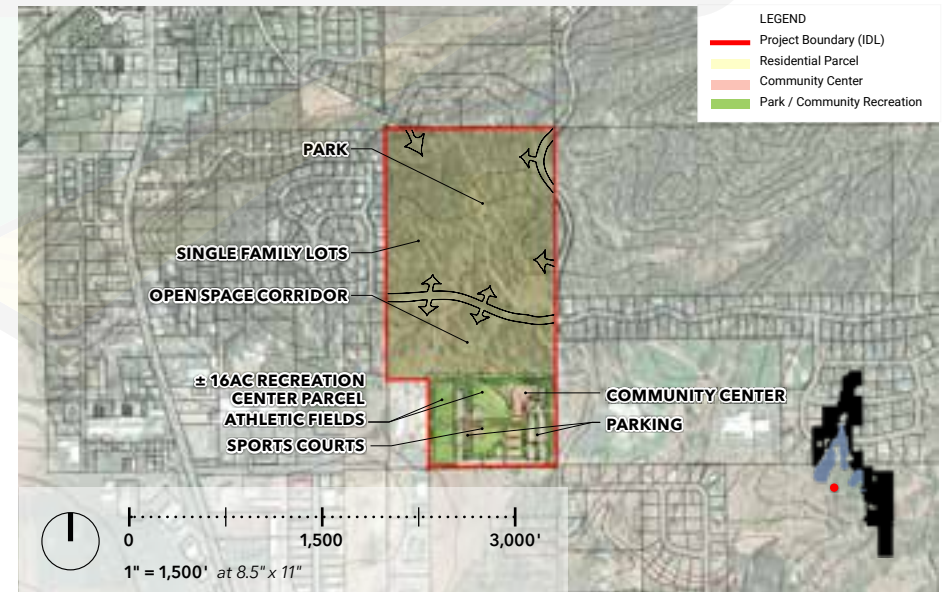 LEGEND
Project Boundary (IDL)
Residential Parcel
Community Center
Park / Community Recreation
PARK
SINGLE FAMILY LOTS
OPEN SPACE CORRIDOR
± 16AC RECREATION
CENTER PARCEL
ATHLETIC FIELDS
SPORTS COURTS
COMMUNITY CENTER
PARKING
0 1,500 3,000'
1" = 1,500' at 8.5" x 11"